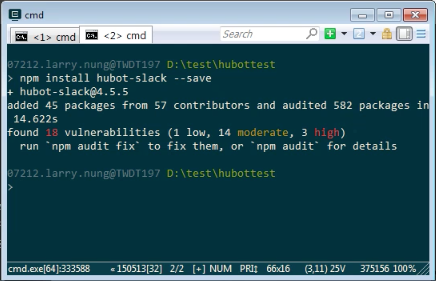 cmd
<1> cmd
<2> cmd
Search
07212.larry.nung@TWDT197 D:\test\hubottest
> npm install hubot-slack --save
+ hubot-slack@4.5.5
added 45 packages from 57 contributors and audited 582 packages in
14.622s
found 18 vulnerabilities (1 low, 14 moderate, 3 high)
run `npm audit fix` to fix them, or `npm audit` for details
07212.larry.nung@TWDT197 D:\test\hubottest
>
cmd.exe[64]:333588 «150513[32] 2/2 [+] NUM PRI‡ 66x16 (3,11) 25V 375156 100%